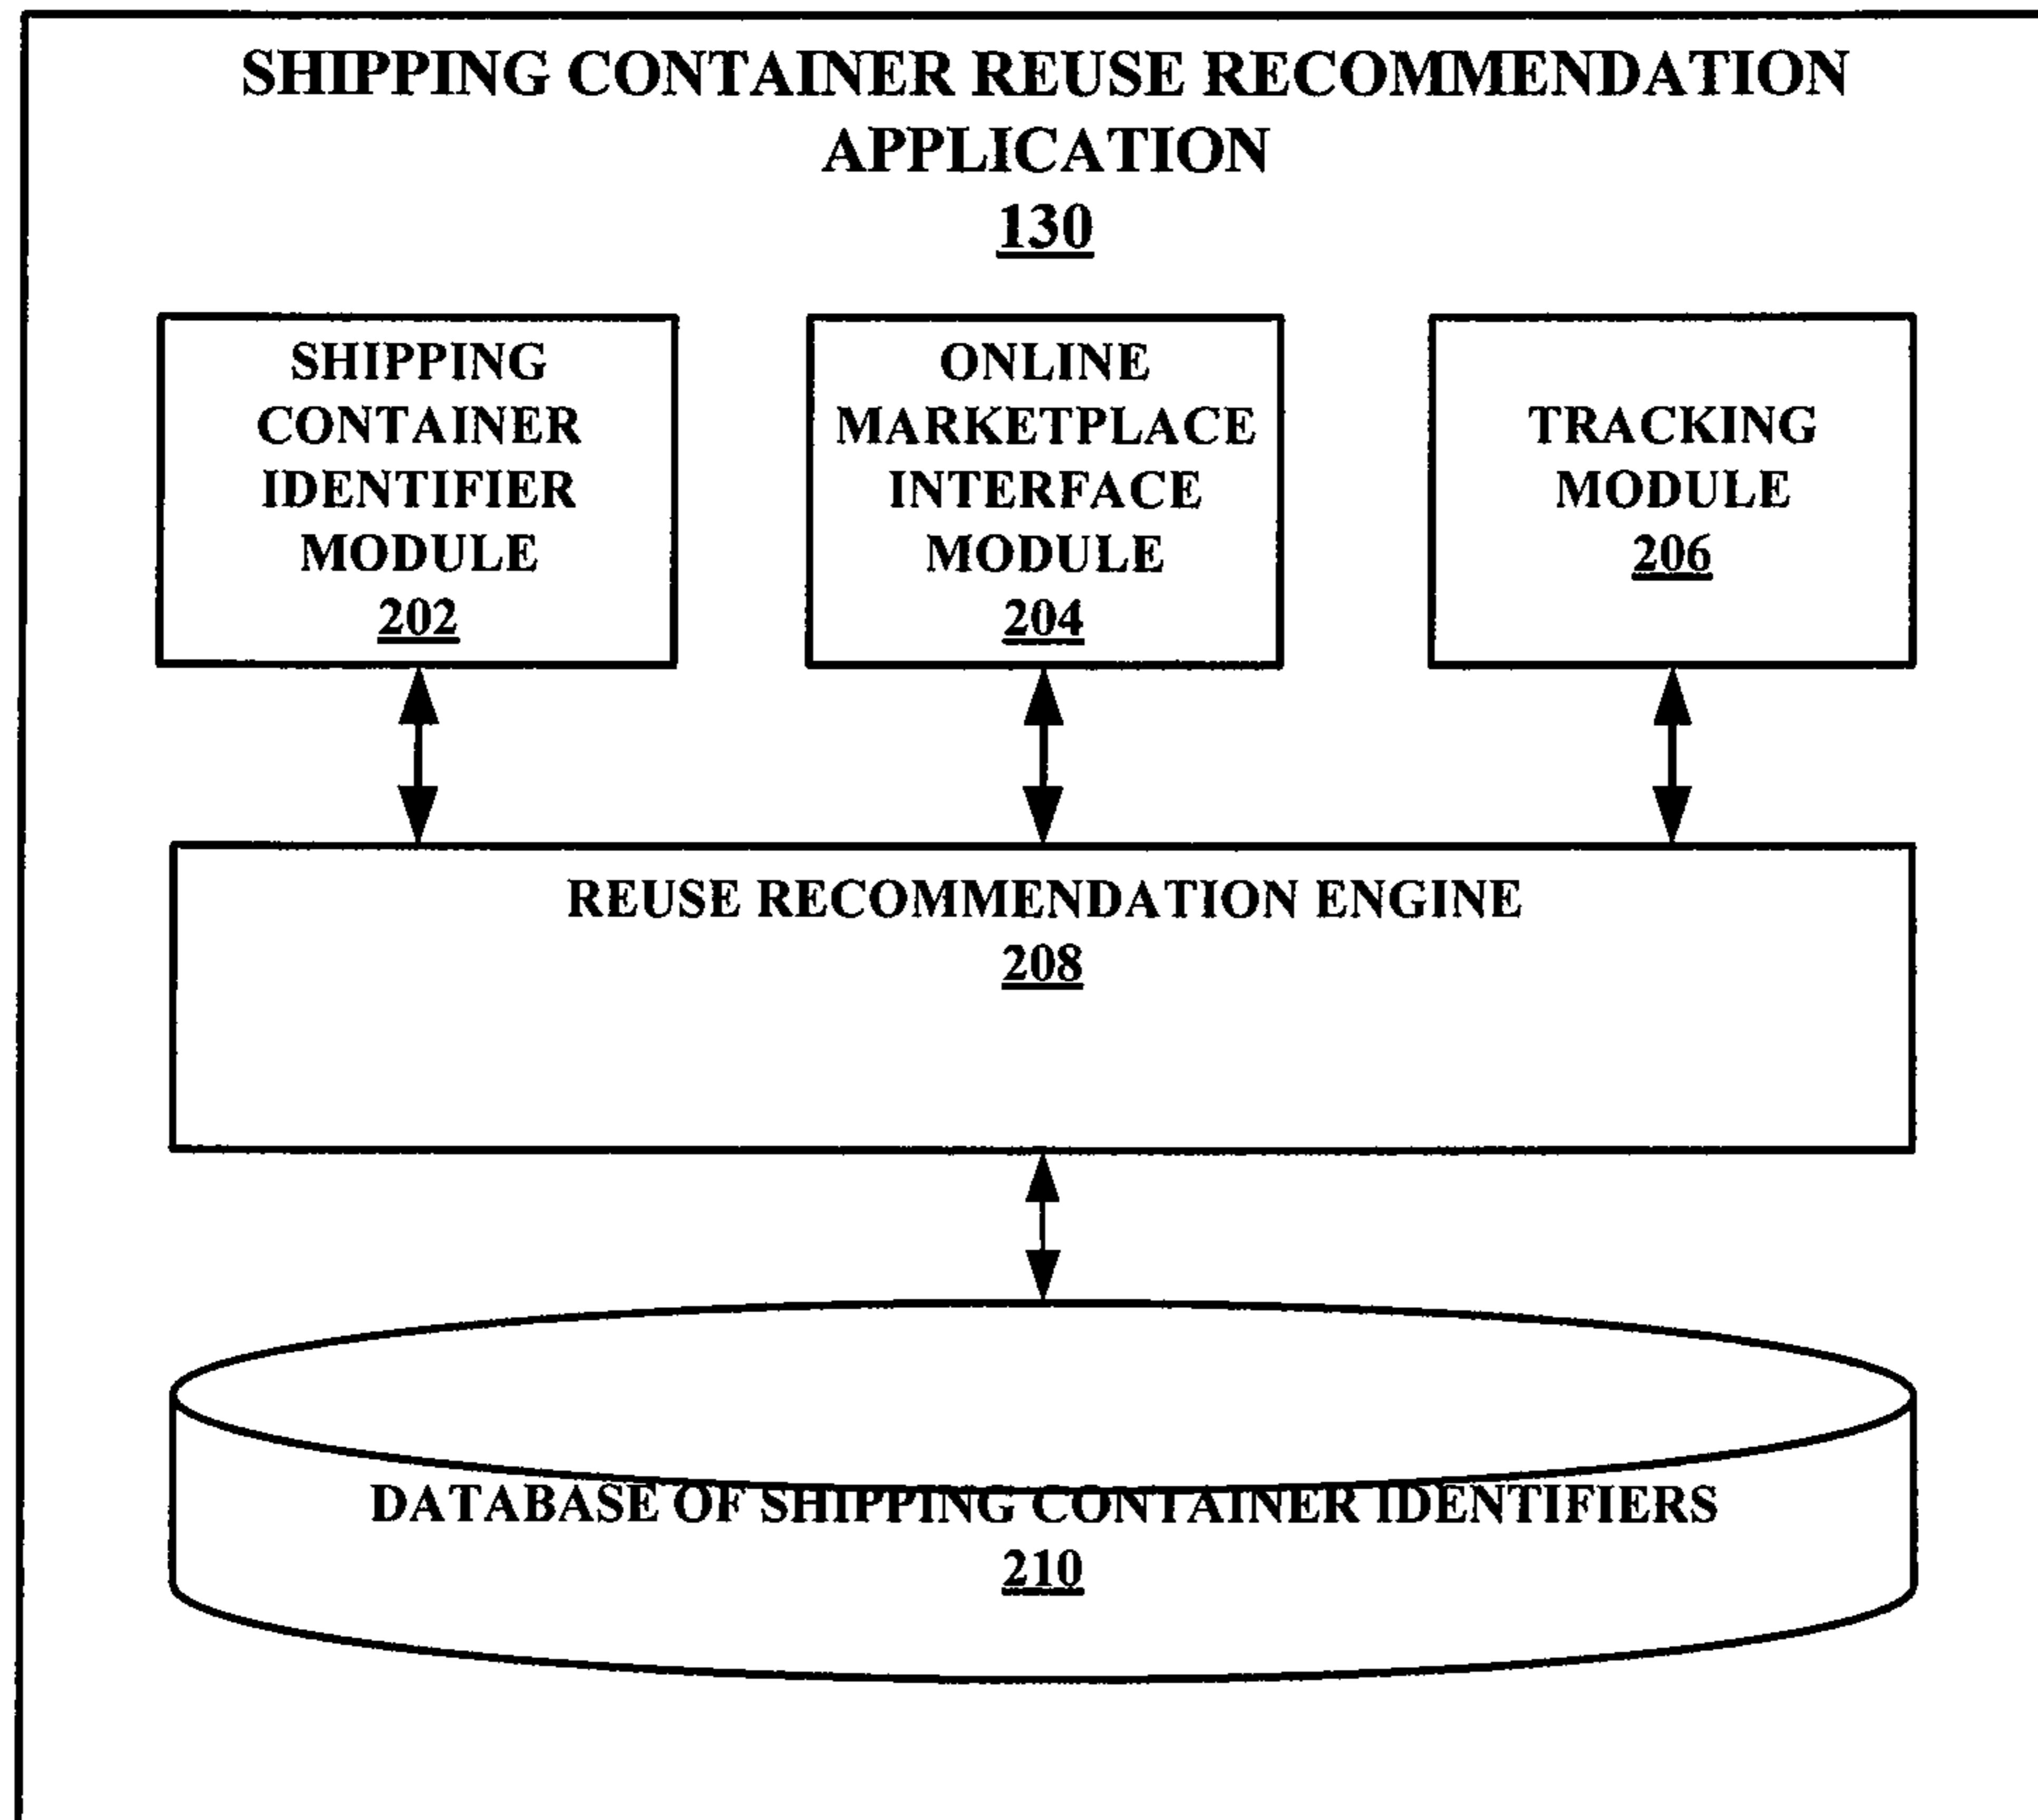 SHIPPING CONTAINER REUSE RECOMMENDATION
APPLICATION
130
SHIPPING
CONTAINER
IDENTIFIER
MODULE
202
ONLINE
MARKETPLACE
INTERFACE
MODULE
204
TRACKING
MODULE
206
REUSE RECOMMENDATION ENGINE
208
DATABASE OF SHIPPING CONTAINER IDENTIFIERS
210